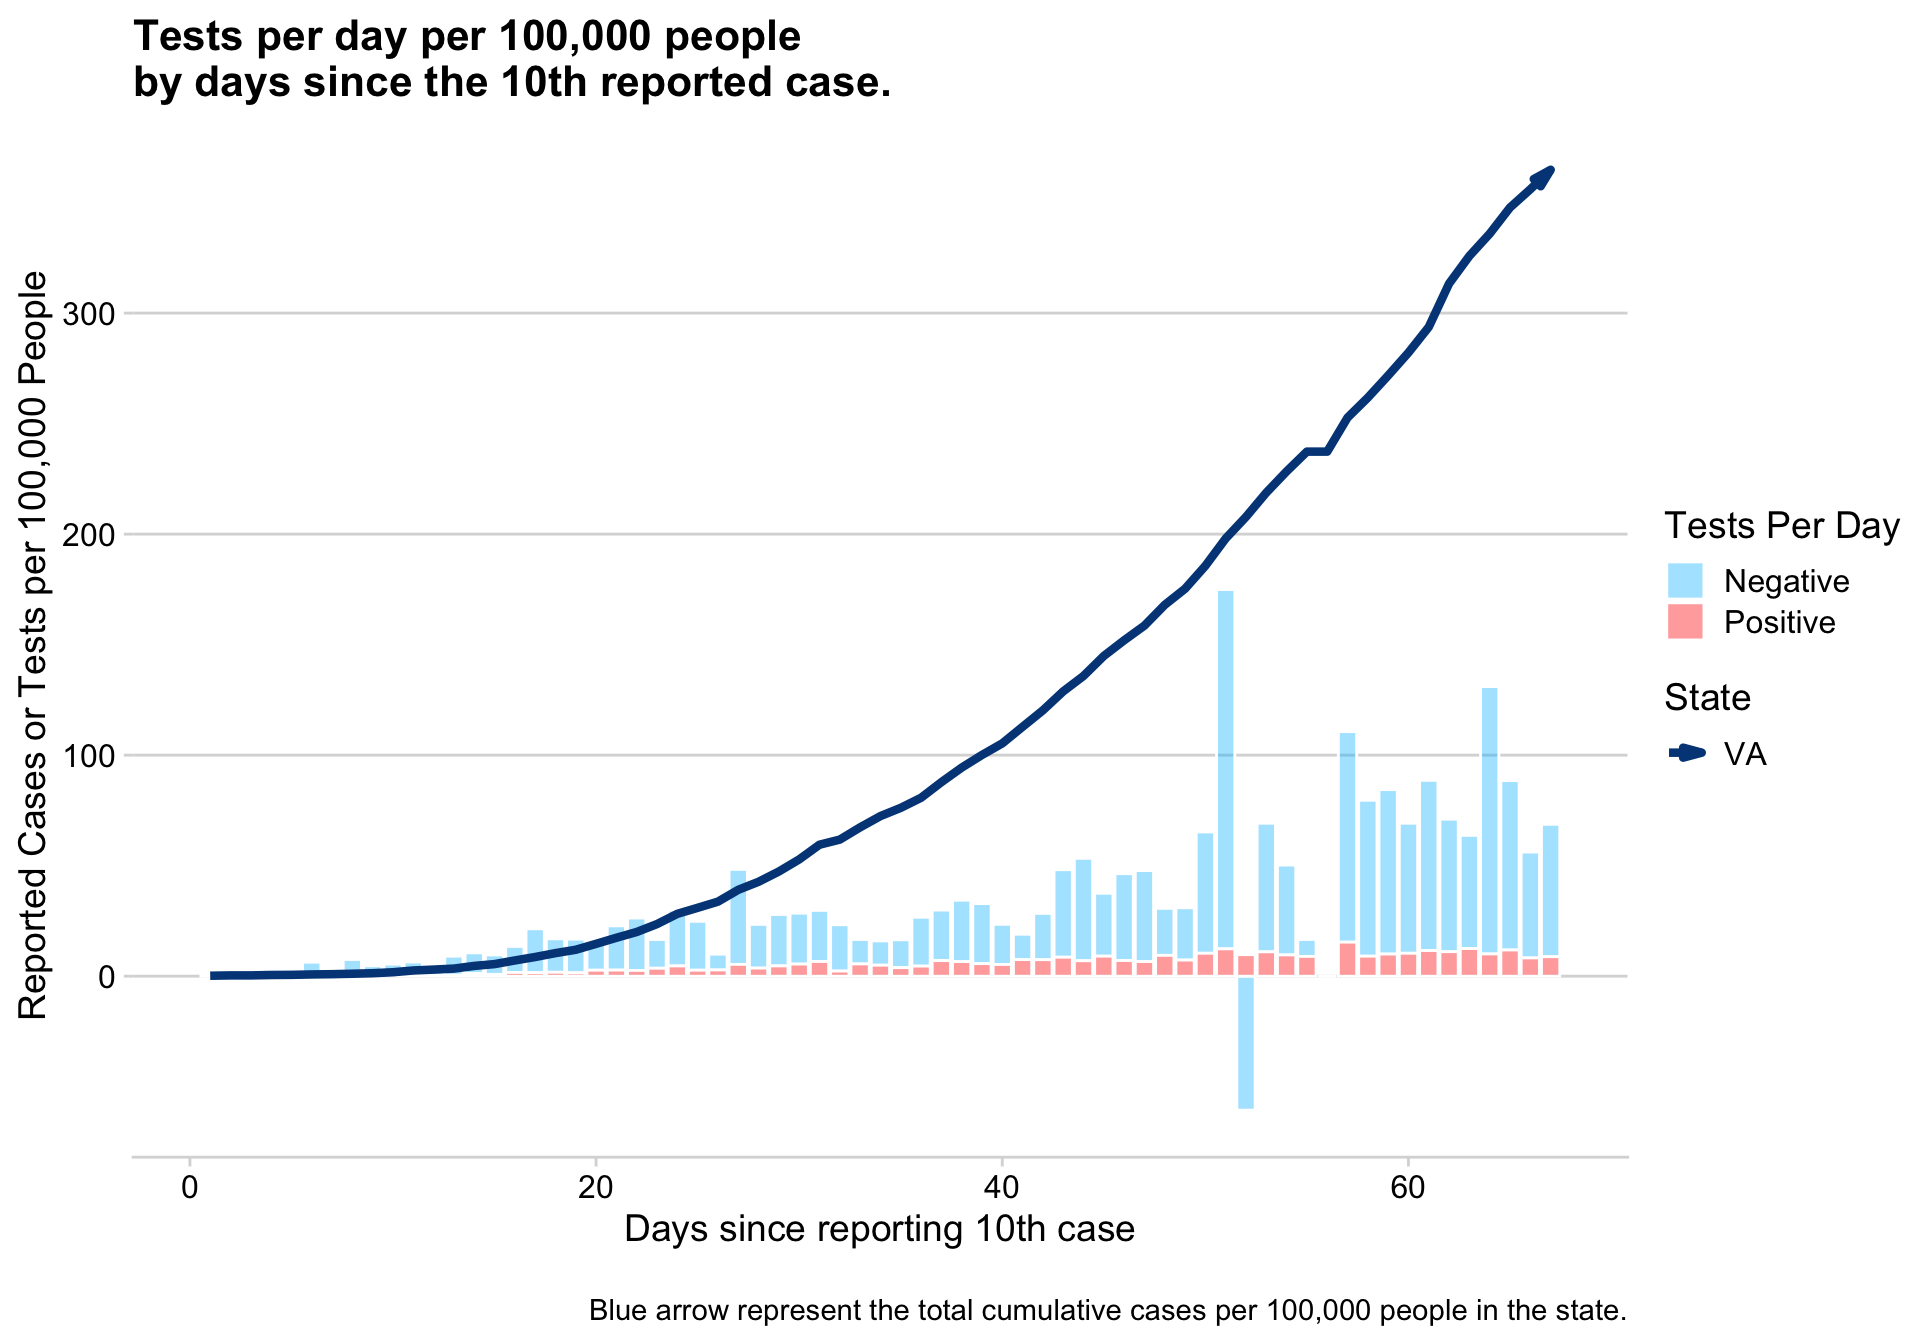 Tests per day per 100,000 people
by days since the 10th reported case.
Reported Cases or Tests per 100,000 People
300
200
100
0
0
20
40
60
Days since reporting 10th case
Tests Per Day
Negative
Positive
State
VA
Blue arrow represent the total cumulative cases per 100,000 people in the state.